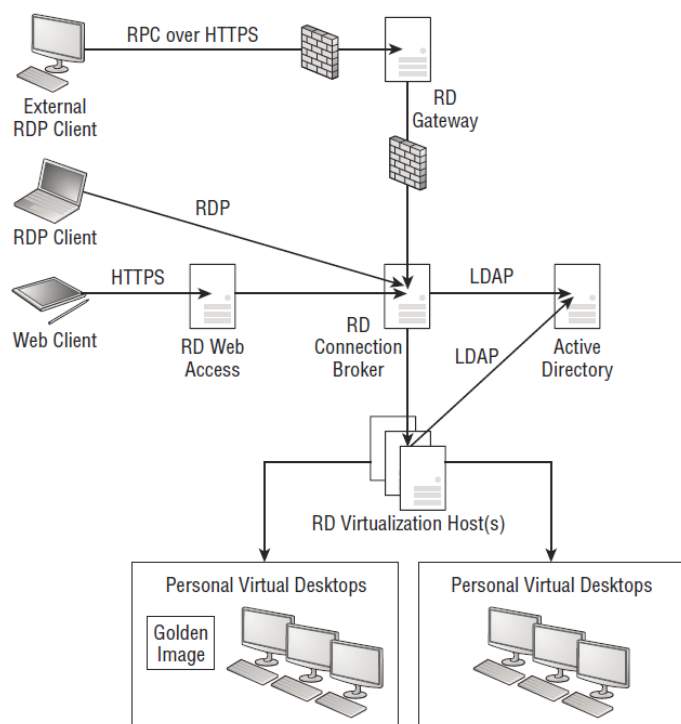 RPC over HTTPS
External
RDP Client
RD
Gateway
RDP
RDP Client
HTTPS
LDAP
Web Client
RD Web
Access
RD
Connection
Broker
LDAP
Active
Directory
RD Virtualization Host(s)
Personal Virtual Desktops
Golden
Image
Personal Virtual Desktops